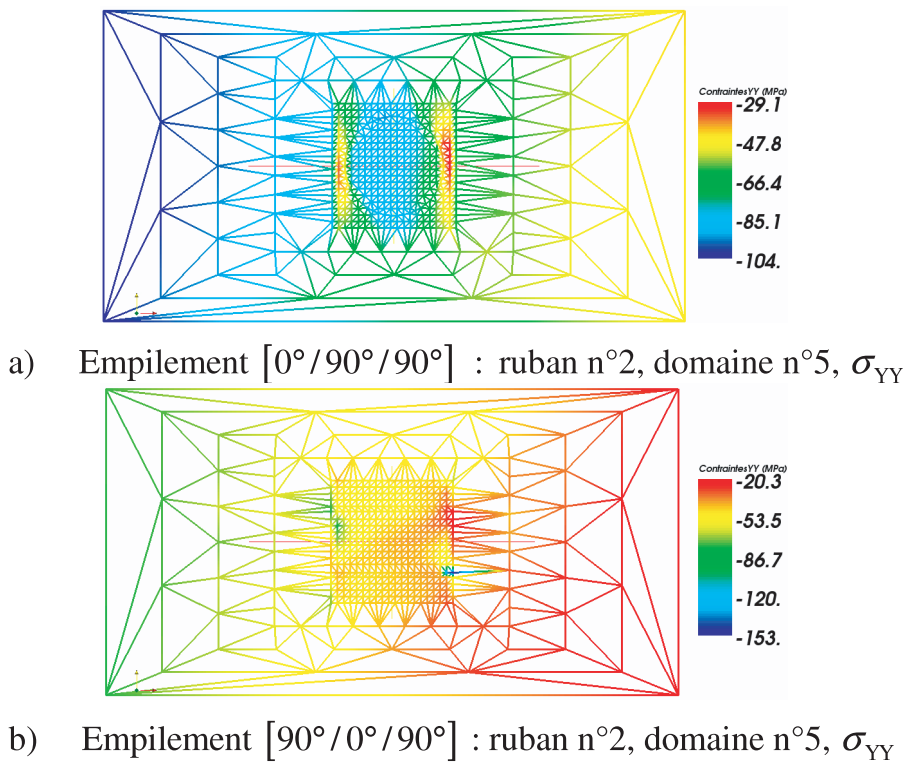 ContraintesYY (MPa)
-29.1
-47.8
-66.4
-85.1
-104.
a) Empilement [0°/90°/90°] : ruban n°2, domaine n°5, σYY
ContraintesYY (MPa)
-20.3
-53.5
-86.7
-120.
-153.
b) Empilement [90°/0°/90°] : ruban n°2, domaine n°5, σYY